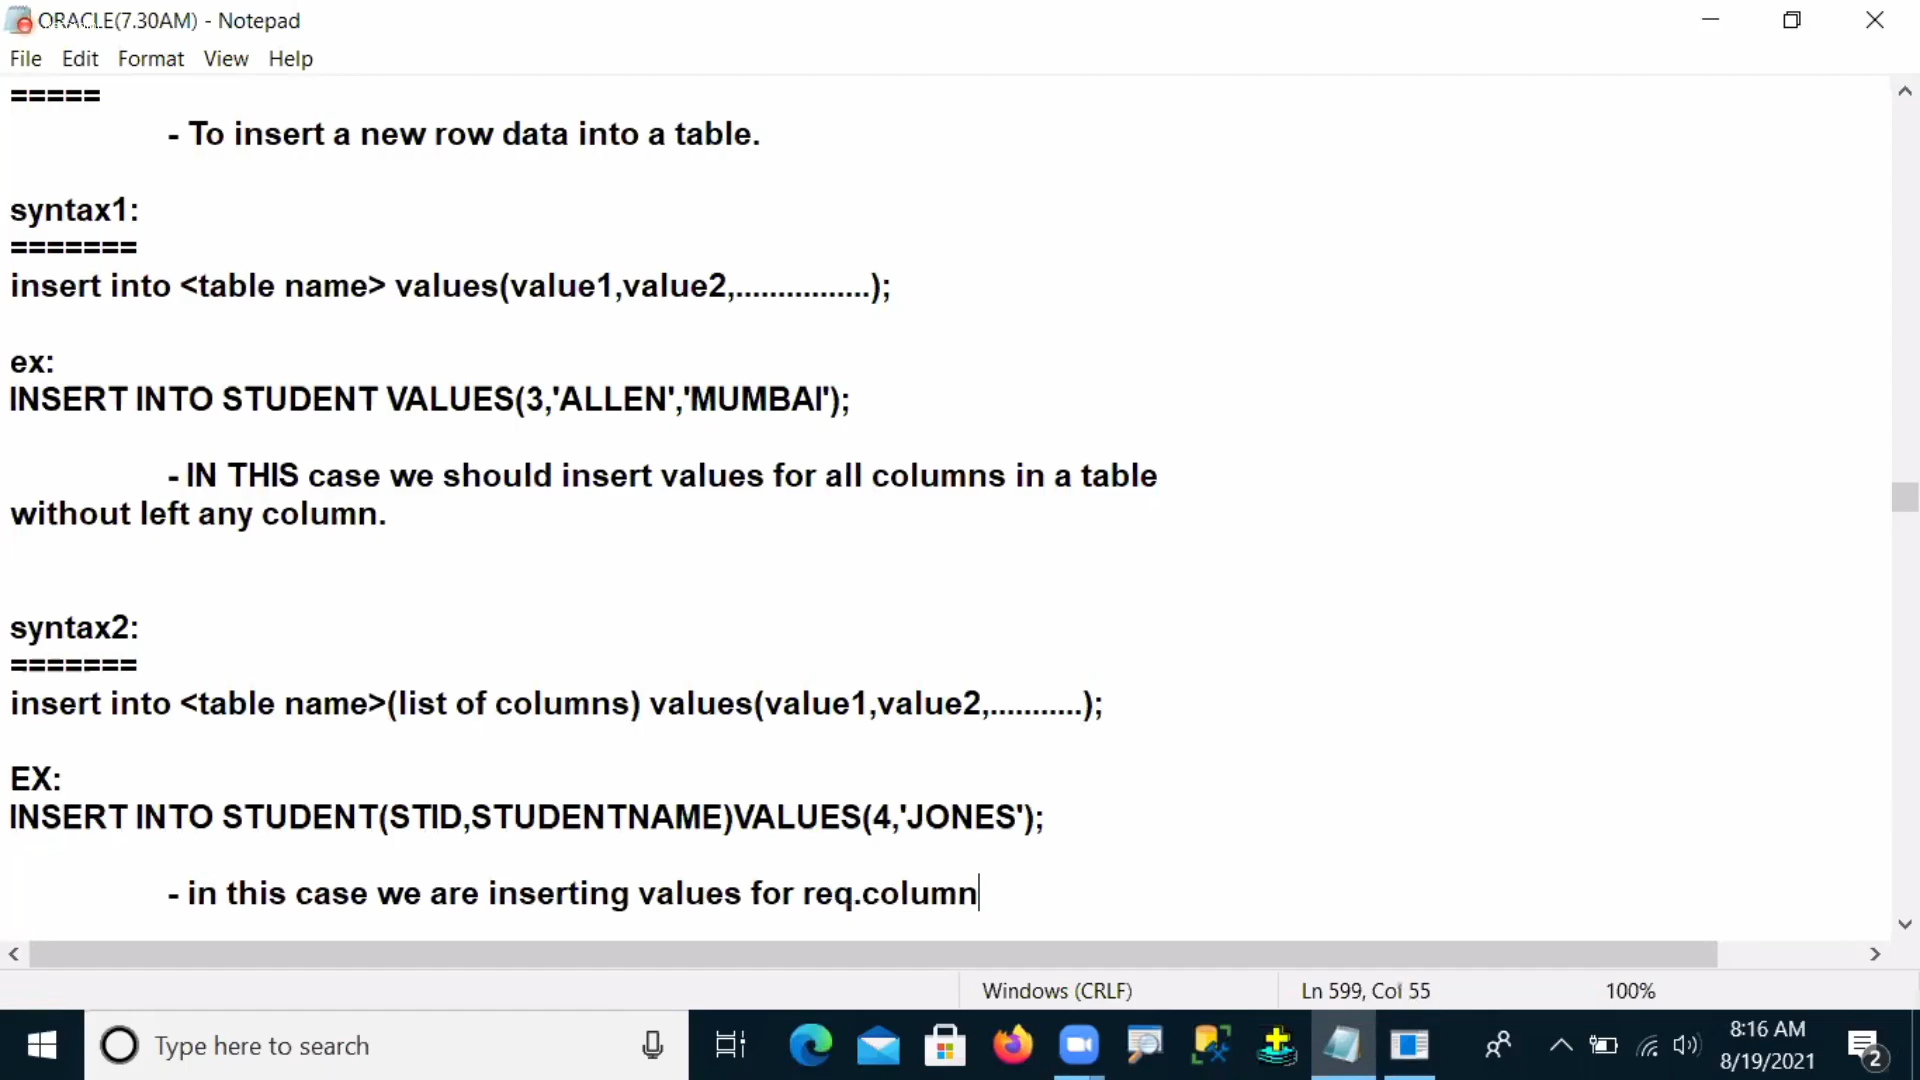 ORACLE(7.30AM) - Notepad
File Edit Format View Help
=====
- To insert a new row data into a table.
syntax1:
=======
insert into <table name> values(value1,value2,................);
ex:
INSERT INTO STUDENT VALUES(3,'ALLEN','MUMBAI');
- IN THIS case we should insert values for all columns in a table
without left any column.
syntax2:
=======
insert into <table name>(list of columns) values(value1,value2,...........);
EX:
INSERT INTO STUDENT(STID,STUDENTNAME)VALUES(4,'JONES');
- in this case we are inserting values for req.column
Windows (CRLF) Ln 599, Col 55 100%
Type here to search
8:16 AM
8/19/2021
2